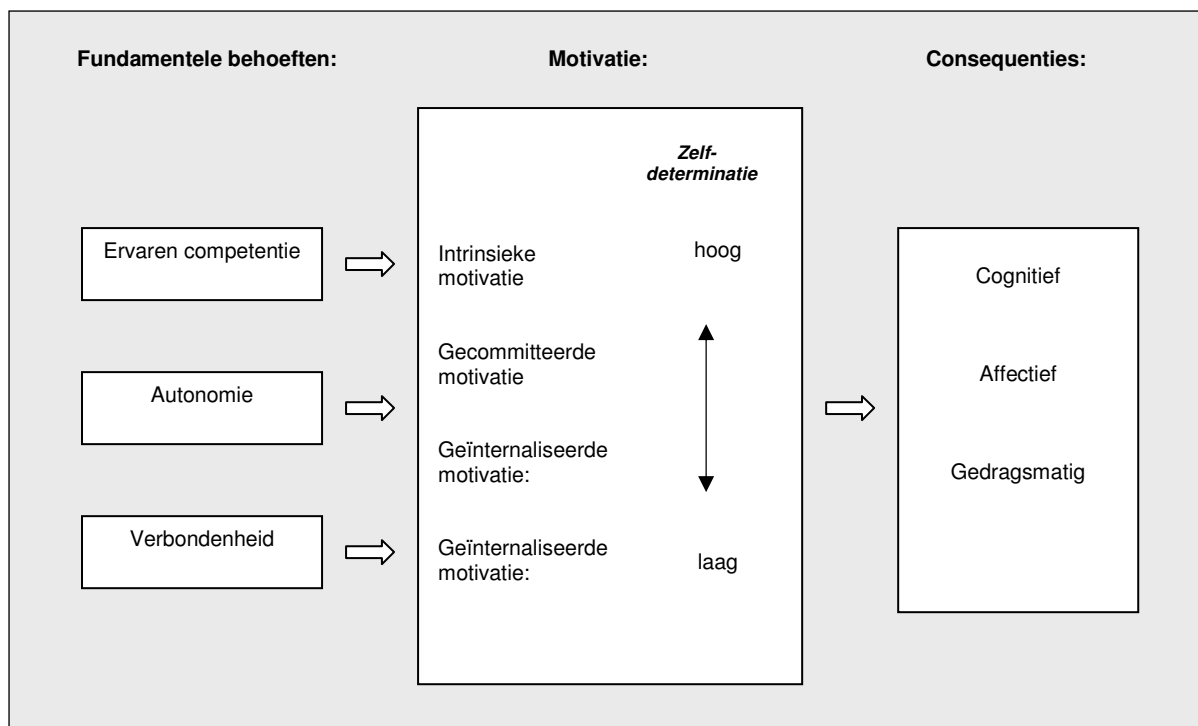 Fundamentele behoeften:
Motivatie:
Consequenties:
Zelf-
determinatie
Ervaren competentie
Autonomie
Verbondenheid
Intrinsieke
motivatie
hoog
Gecommitteerde
motivatie
Geïnternaliseerde
motivatie:
Geïnternaliseerde
motivatie:
laag
Cognitief
Affectief
Gedragsmatig